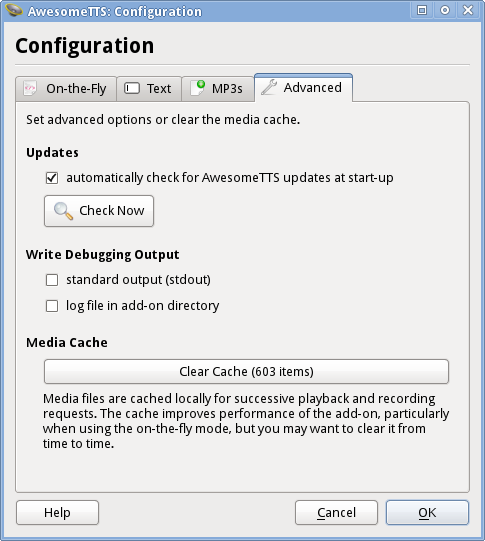 AwesomeTTS: Configuration
Configuration
On-the-Fly
Text
MP3s
Advanced
Set advanced options or clear the media cache.
Updates
automatically check for AwesomeTTS updates at start-up
Check Now
Write Debugging Output
standard output (stdout)
log file in add-on directory
Media Cache
Clear Cache (603 items)
Media files are cached locally for successive playback and recording
requests. The cache improves performance of the add-on, particularly
when using the on-the-fly mode, but you may want to clear it from
time to time.
Help
Cancel
OK